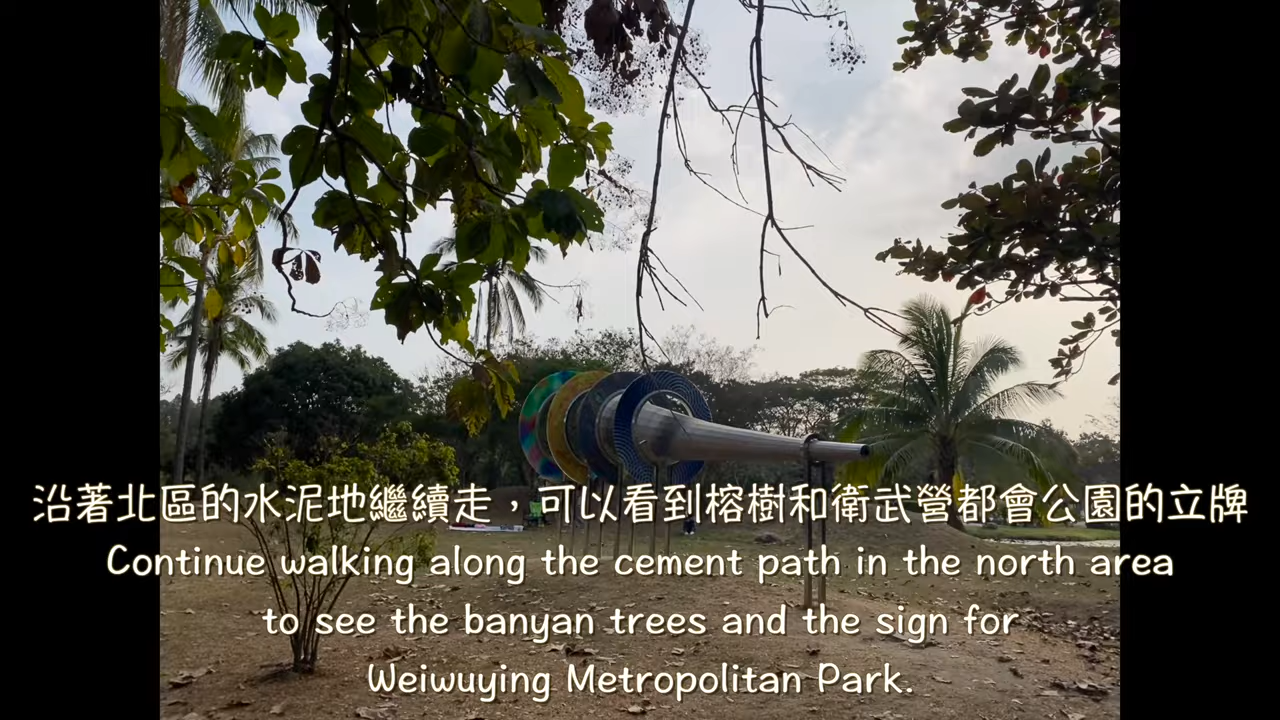 沿著北區的水泥地繼續走，可以看到榕樹和衛武營都會公園的立牌
Continue walking along the cement path in the north area
to see the banyan trees and the sign for
Weiwuying Metropolitan Park.